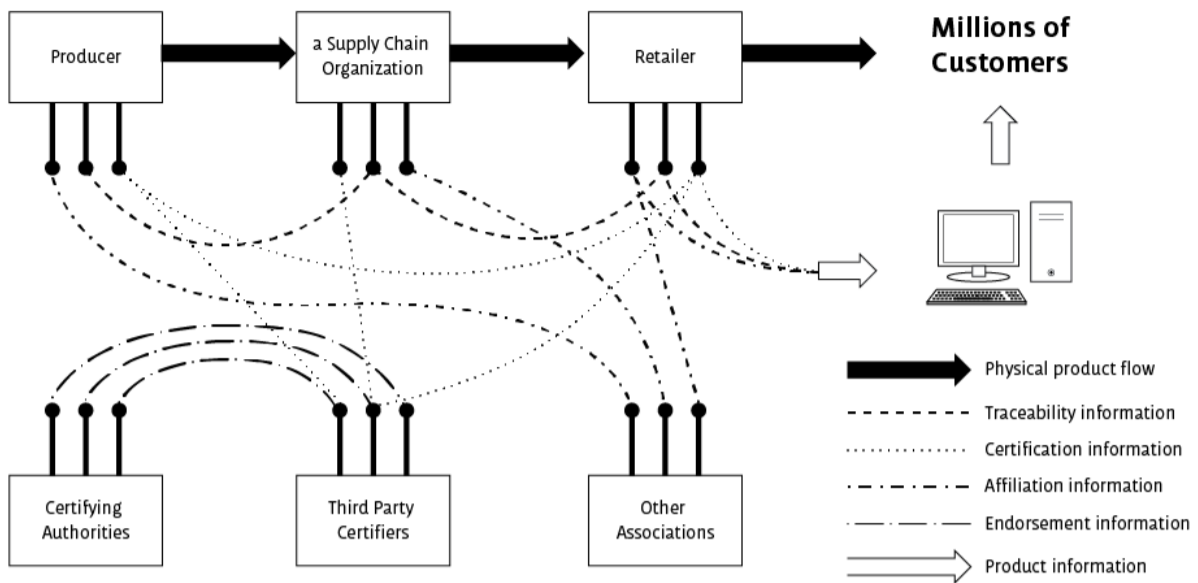 Producer
a Supply Chain
Organization
Retailer
Millions of
Customers
Physical product flow
Traceability information
Certification information
Affiliation information
Endorsement information
Product information
Certifying
Authorities
Third Party
Certifiers
Other
Associations